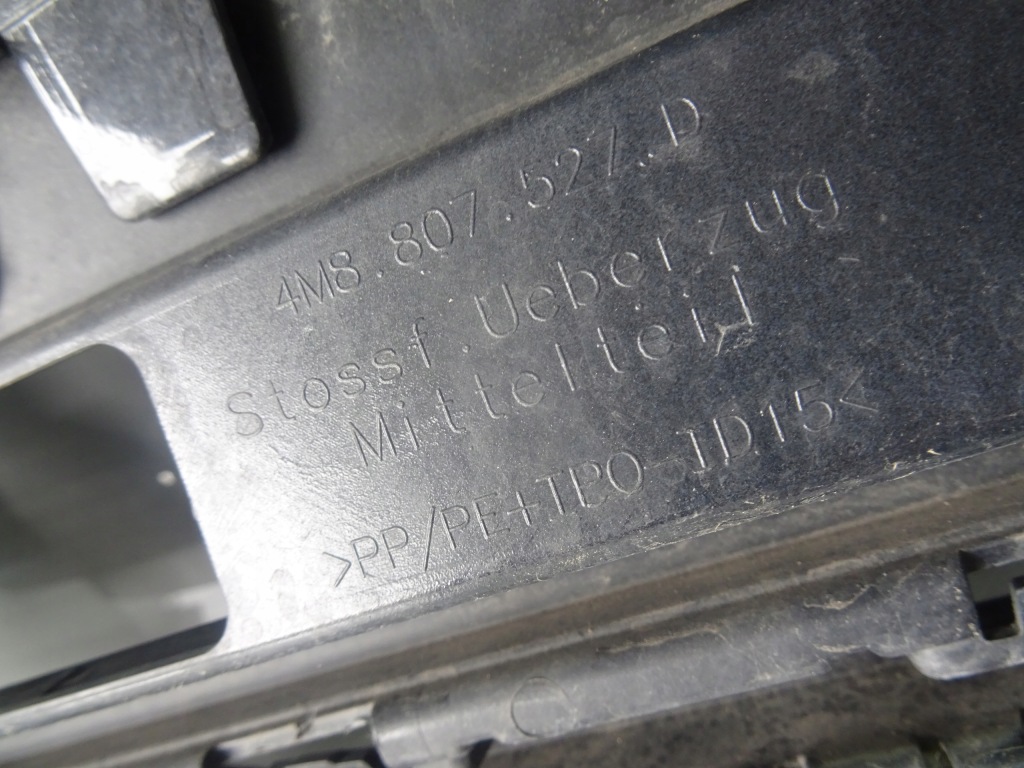 4M8.807.527..D
Stossf.Ueberzug
Mittelteil
>PP/PE+TPO-TD15<